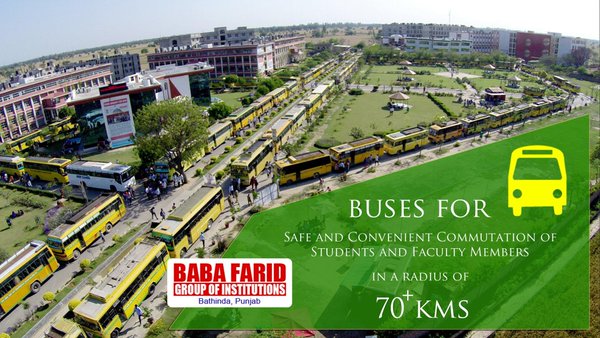 BUSES FOR
SAFE AND CONVENIENT COMMUTATION OF
STUDENTS AND FACULTY MEMBERS
IN A RADIUS OF
70+ KMS
BABA FARID
GROUP OF INSTITUTIONS
Bathinda, Punjab